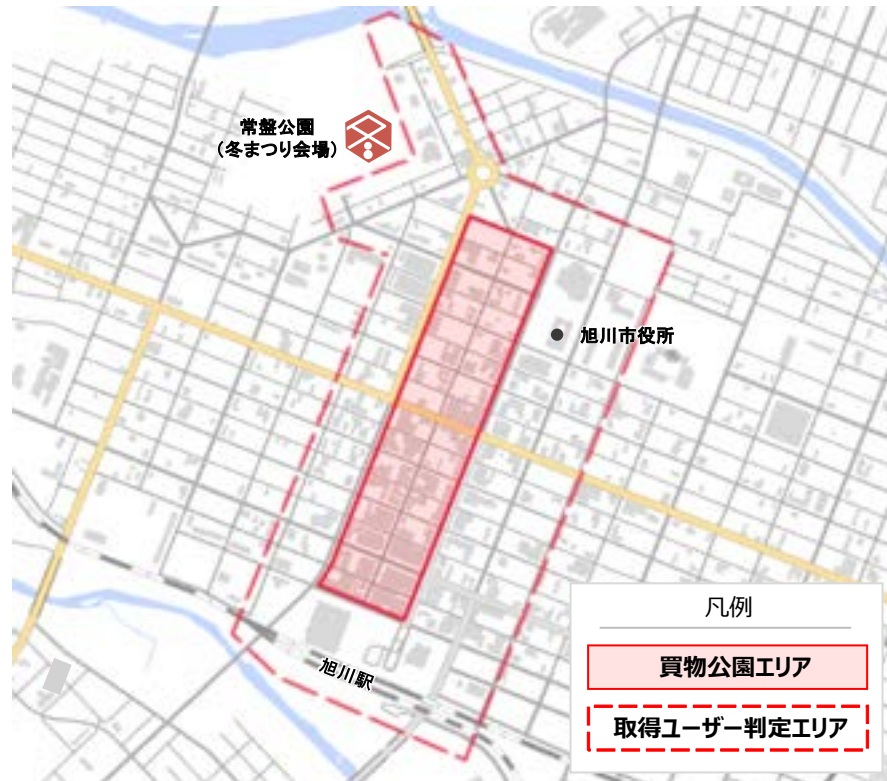 常盤公園
（冬まつり会場）
旭川市役所
旭川駅
凡例
買物公園エリア
取得ユーザー判定エリア